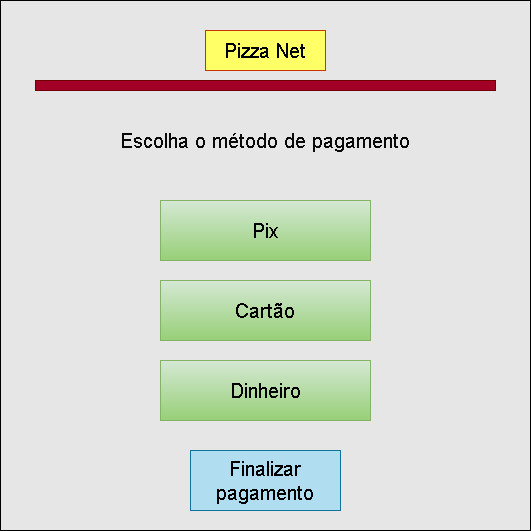 Pizza Net
Escolha o método de pagamento
Pix
Cartão
Dinheiro
Finalizar
pagamento